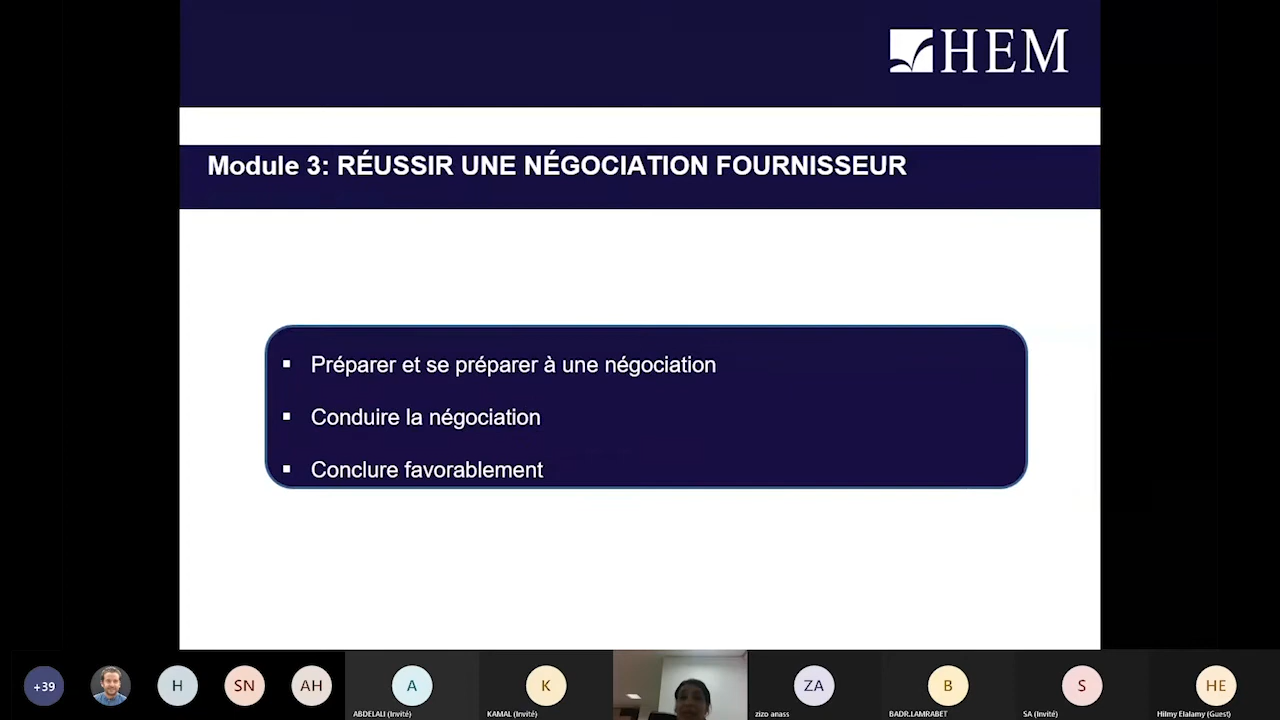 HEM
Module 3: RÉUSSIR UNE NÉGOCIATION FOURNISSEUR
▪ Préparer et se préparer à une négociation
▪ Conduire la négociation
▪ Conclure favorablement
+39
H
SN
AH
A
K
ZA
B
S
HE
ABDELALI (Invité)
KAMAL (Invité)
zizo anass
BADR.LAMRABET
SA (Invité)
Hilmy Elalamy (Guest)